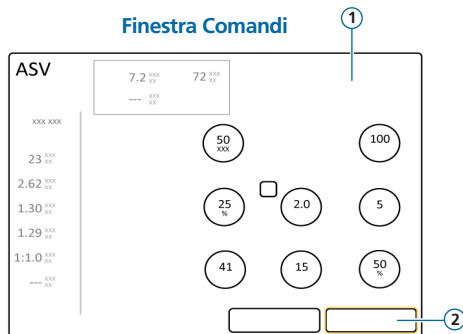 Finestra Comandi
1
ASV
7.2 xxx xx 72 xxx xx
--- xxx xx
xxx xxx
23 xxx xx
2.62 xxx xx
1.30 xxx xx
1.29 xxx xx
1:1.0 xxx xx
--- xxx xx
50 xxx
100
25 %
2.0
5
41
15
50 %
2